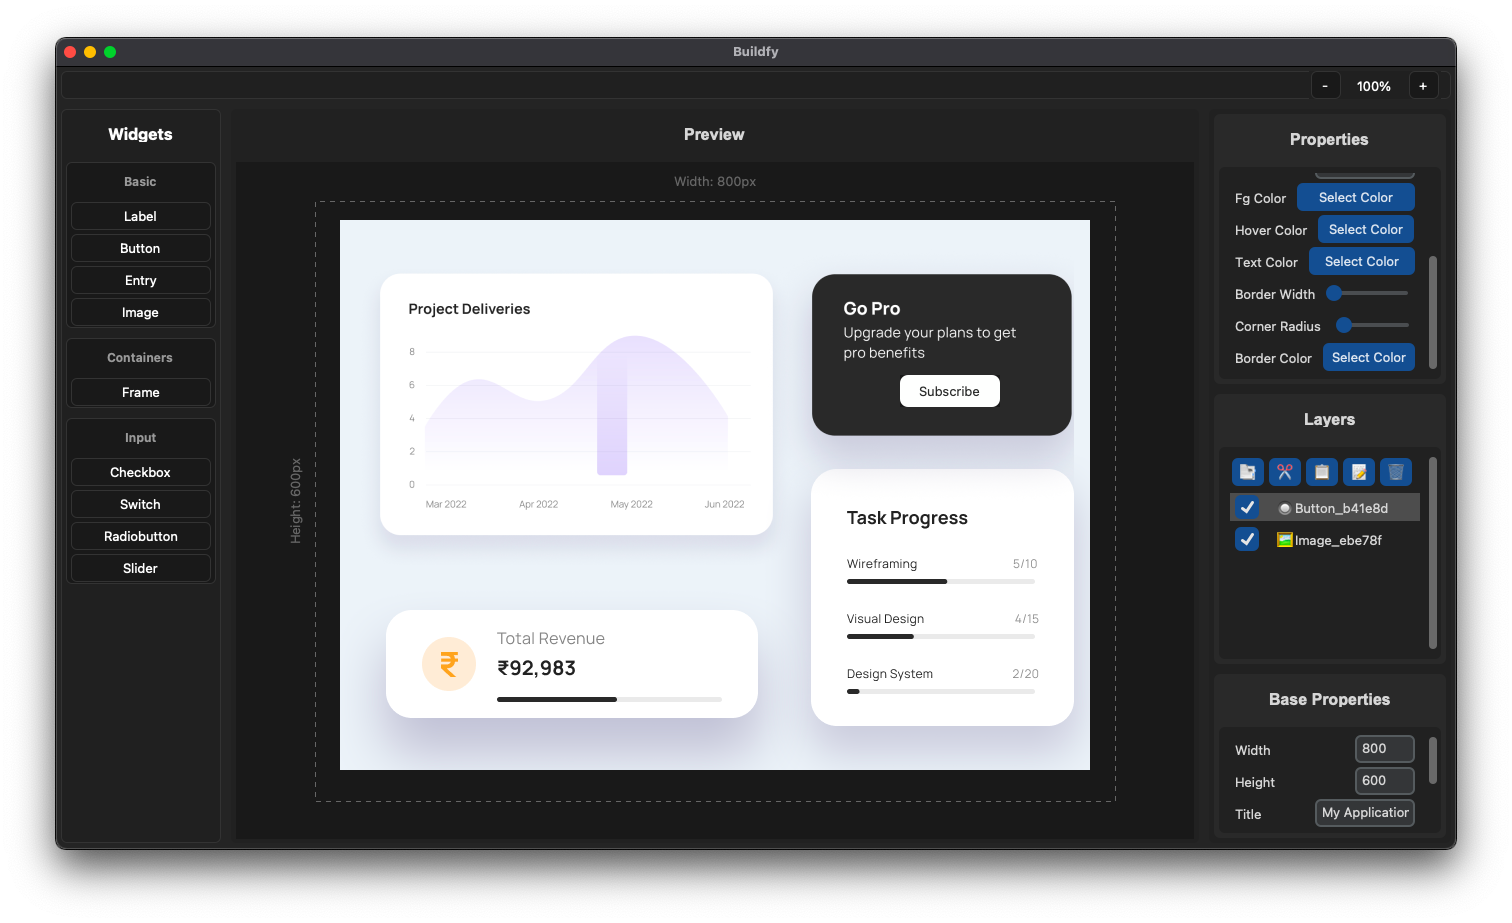 Buildfy
- 100% +
Widgets
Basic
Label
Button
Entry
Image
Containers
Frame
Input
Checkbox
Switch
Radiobutton
Slider
Preview
Width: 800px
Height: 600px
Project Deliveries
8
6
4
2
0
Mar 2022 Apr 2022 May 2022 Jun 2022
Go Pro
Upgrade your plans to get
pro benefits
Subscribe
Total Revenue
₹92,983
Task Progress
Wireframing 5/10
Visual Design 4/15
Design System 2/20
Properties
Fg Color Select Color
Hover Color Select Color
Text Color Select Color
Border Width
Corner Radius
Border Color Select Color
Layers
Button_b41e8d
Image_ebe78f
Base Properties
Width 800
Height 600
Title My Application